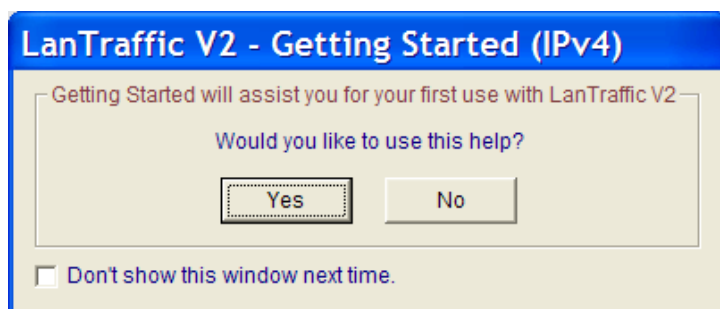 LanTraffic V2 - Getting Started (IPv4)
Getting Started will assist you for your first use with LanTraffic V2
Would you like to use this help?
Yes No
Don't show this window next time.